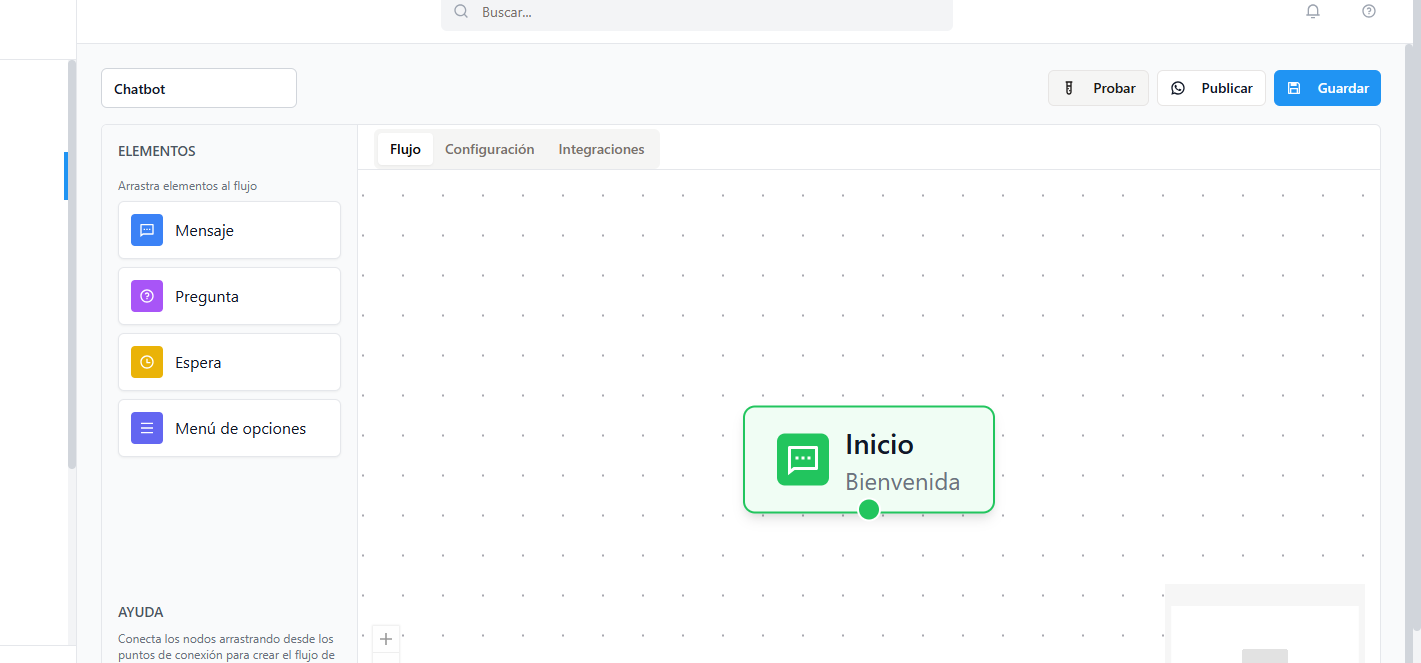 Buscar...
Chatbot
Probar
Publicar
Guardar
ELEMENTOS
Arrastra elementos al flujo
Mensaje
Pregunta
Espera
Menú de opciones
AYUDA
Conecta los nodos arrastrando desde los
puntos de conexión para crear el flujo de
Flujo
Configuración
Integraciones
Inicio
Bienvenida